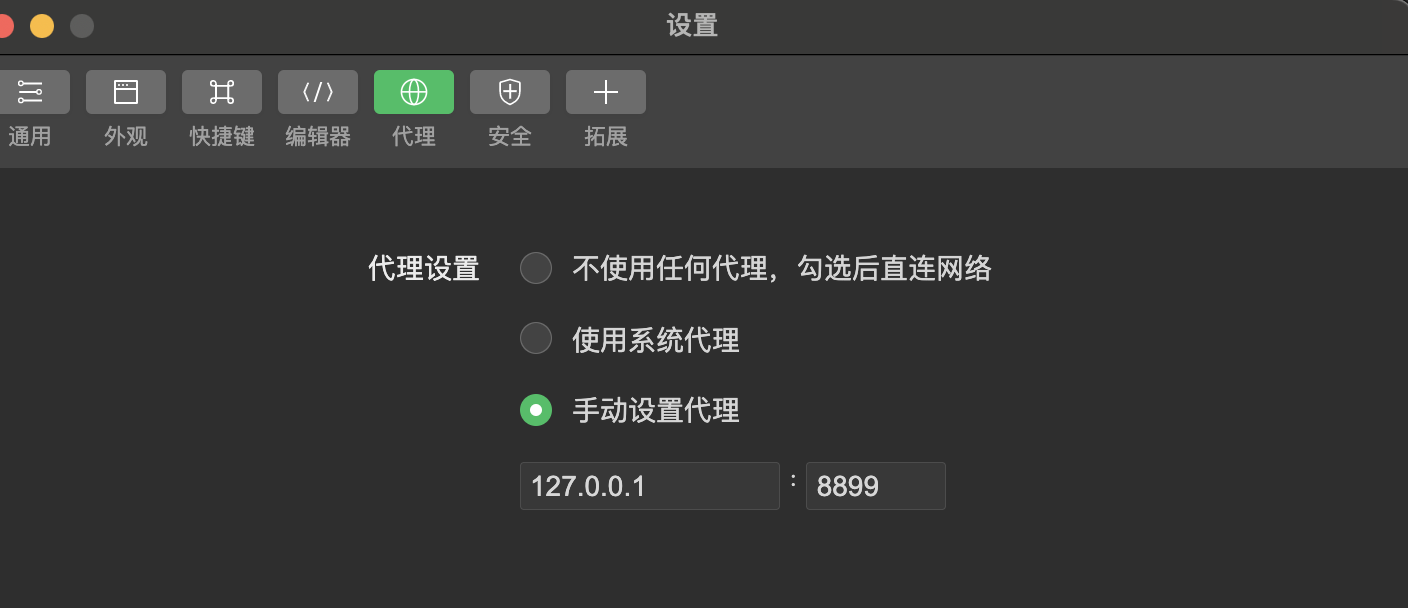 设置
通用 外观 快捷键 编辑器 代理 安全 拓展
代理设置 不使用任何代理，勾选后直连网络
使用系统代理
手动设置代理
127.0.0.1 : 8899